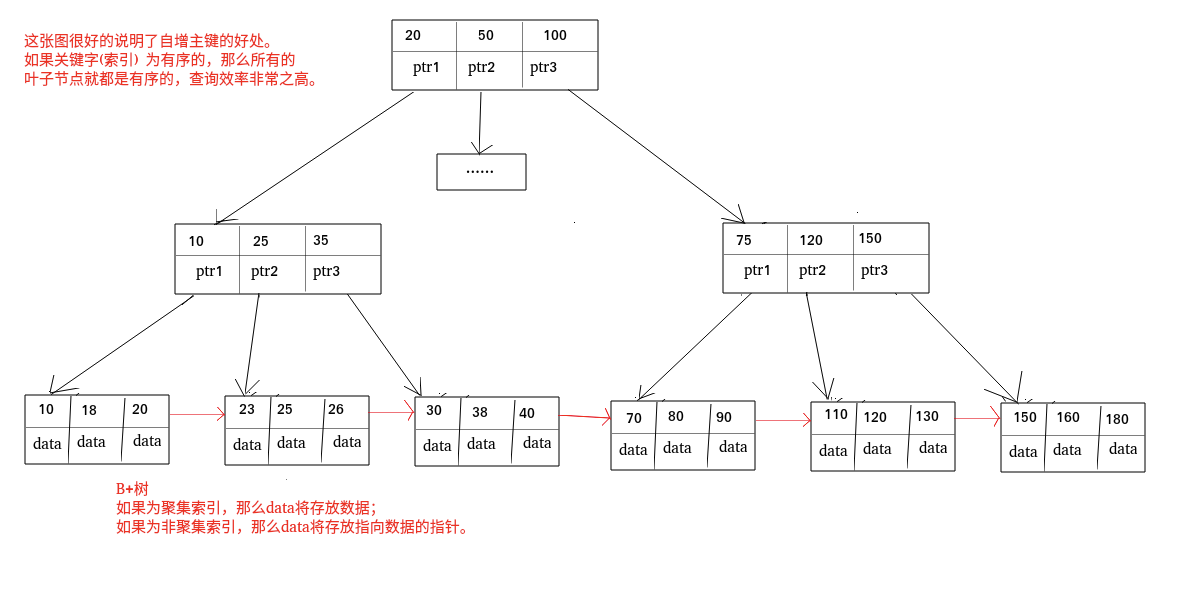 这张图很好的说明了自增主键的好处。
如果关键字(索引) 为有序的，那么所有的
叶子节点就都是有序的，查询效率非常之高。
20 50 100
ptr1 ptr2 ptr3
......
10 25 35
ptr1 ptr2 ptr3
75 120 150
ptr1 ptr2 ptr3
10 18 20
data data data
23 25 26
data data data
30 38 40
data data data
70 80 90
data data data
110 120 130
data data data
150 160 180
data data data
B+树
如果为聚集索引，那么data将存放数据；
如果为非聚集索引，那么data将存放指向数据的指针。